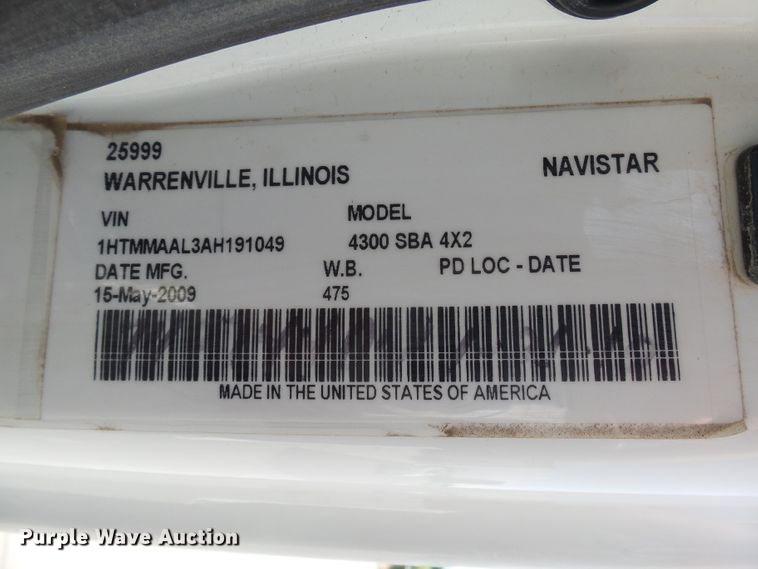 25999
WARRENVILLE, ILLINOIS NAVISTAR
VIN MODEL
1HTMMAAL3AH191049 4300 SBA 4X2
DATE MFG. W.B. PD LOC - DATE
15-May-2009 475
MADE IN THE UNITED STATES OF AMERICA
Purple Wave Auction